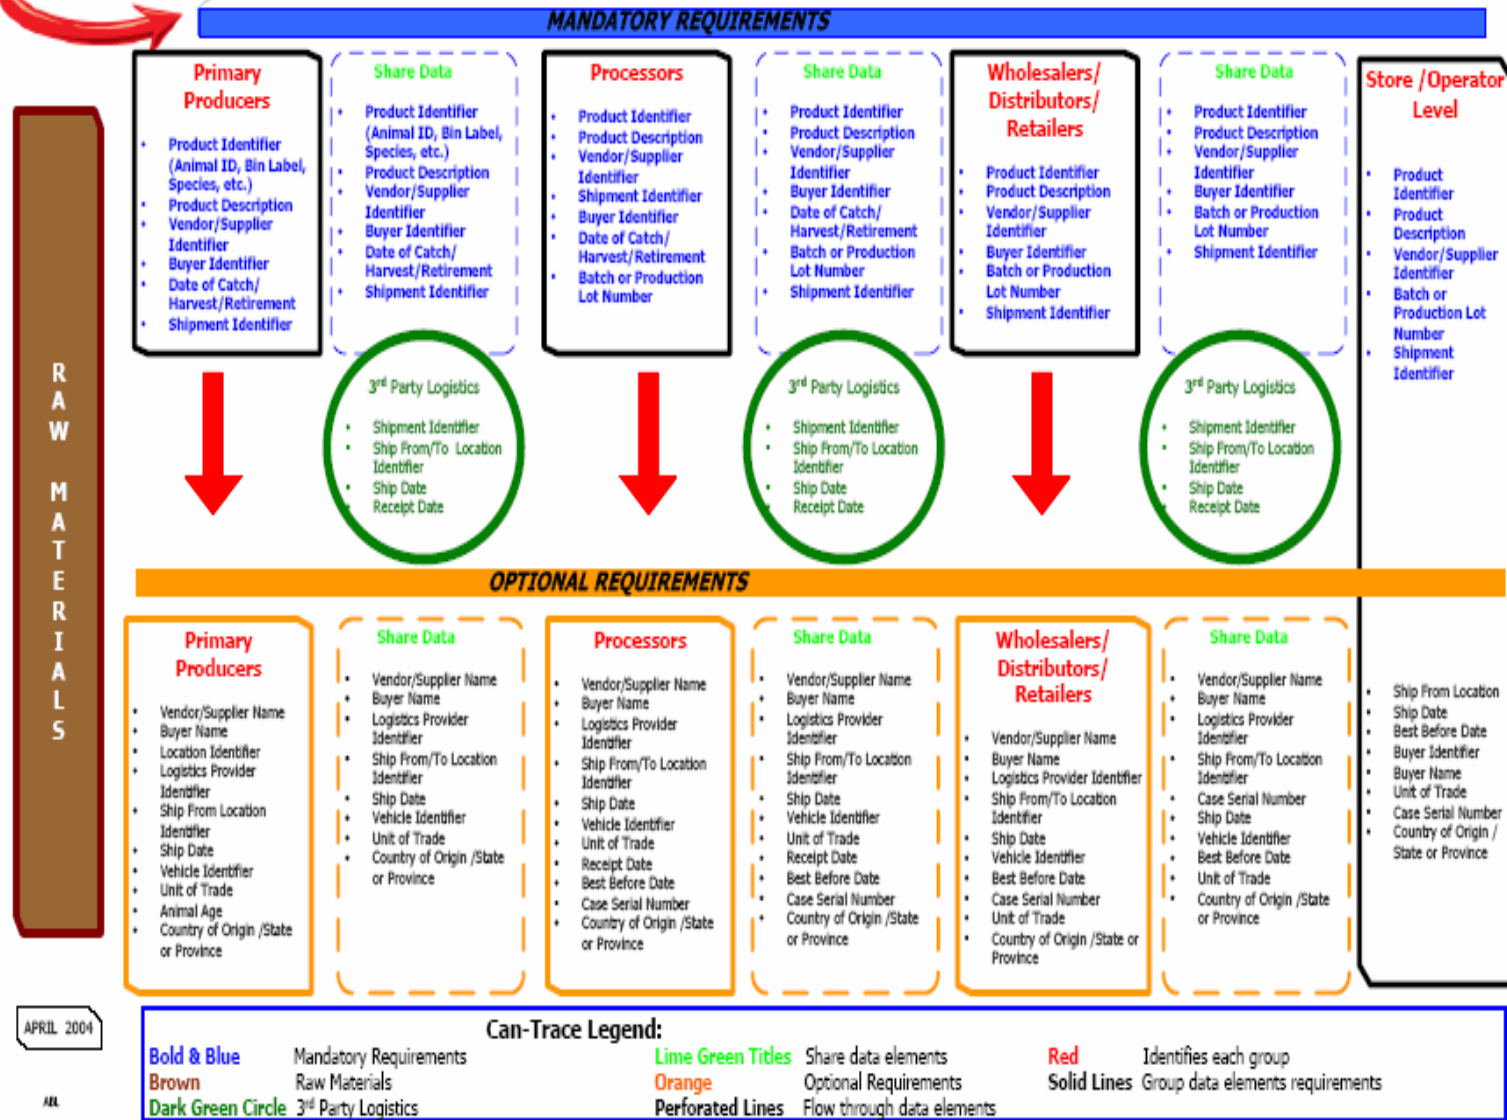 MANDATORY REQUIREMENTS
Primary
Producers
• Product Identifier
(Animal ID, Bin Label,
Species, etc.)
• Product Description
• Vendor/Supplier
Identifier
• Buyer Identifier
• Date of Catch/
Harvest/Retirement
• Shipment Identifier
Share Data
• Product Identifier
(Animal ID, Bin Label,
Species, etc.)
• Product Description
• Vendor/Supplier
Identifier
• Buyer Identifier
• Date of Catch/
Harvest/Retirement
• Shipment Identifier
Processors
• Product Identifier
• Product Description
• Vendor/Supplier
Identifier
• Shipment Identifier
• Buyer Identifier
• Date of Catch/
Harvest/Retirement
• Batch or Production
Lot Number
Share Data
• Product Identifier
• Product Description
• Vendor/Supplier
Identifier
• Buyer Identifier
• Date of Catch/
Harvest/Retirement
• Batch or Production
Lot Number
• Shipment Identifier
Wholesalers/
Distributors/
Retailers
• Product Identifier
• Product Description
• Vendor/Supplier
Identifier
• Buyer Identifier
• Batch or Production
Lot Number
• Shipment Identifier
Share Data
• Product Identifier
• Product Description
• Vendor/Supplier
Identifier
• Buyer Identifier
• Batch or Production
Lot Number
• Shipment Identifier
Store /Operator
Level
• Product
Identifier
• Product
Description
• Vendor/Supplier
Identifier
• Batch or
Production Lot
Number
• Shipment
Identifier
RAW MATERIALS
3rd Party Logistics
• Shipment Identifier
• Ship From/To Location
Identifier
• Ship Date
• Receipt Date
3rd Party Logistics
• Shipment Identifier
• Ship From/To Location
Identifier
• Ship Date
• Receipt Date
3rd Party Logistics
• Shipment Identifier
• Ship From/To Location
Identifier
• Ship Date
• Receipt Date
OPTIONAL REQUIREMENTS
Primary
Producers
• Vendor/Supplier Name
• Buyer Name
• Location Identifier
• Logistics Provider
Identifier
• Ship From Location
Identifier
• Ship Date
• Vehicle Identifier
• Unit of Trade
• Animal Age
• Country of Origin /State
or Province
Share Data
• Vendor/Supplier Name
• Buyer Name
• Logistics Provider
Identifier
• Ship From/To Location
Identifier
• Ship Date
• Vehicle Identifier
• Unit of Trade
• Country of Origin /State
or Province
Processors
• Vendor/Supplier Name
• Buyer Name
• Logistics Provider
Identifier
• Ship From/To Location
Identifier
• Ship Date
• Vehicle Identifier
• Unit of Trade
• Receipt Date
• Best Before Date
• Case Serial Number
• Country of Origin /State
or Province
Share Data
• Vendor/Supplier Name
• Buyer Name
• Logistics Provider
Identifier
• Ship From/To Location
Identifier
• Ship Date
• Vehicle Identifier
• Unit of Trade
• Receipt Date
• Best Before Date
• Case Serial Number
• Country of Origin /State
or Province
Wholesalers/
Distributors/
Retailers
• Vendor/Supplier Name
• Buyer Name
• Logistics Provider Identifier
• Ship From/To Location
Identifier
• Ship Date
• Vehicle Identifier
• Best Before Date
• Case Serial Number
• Unit of Trade
• Country of Origin /State or
Province
Share Data
• Vendor/Supplier Name
• Buyer Name
• Logistics Provider
Identifier
• Ship From/To Location
Identifier
• Case Serial Number
• Ship Date
• Vehicle Identifier
• Best Before Date
• Unit of Trade
• Country of Origin /State
or Province
• Ship From Location
• Ship Date
• Best Before Date
• Buyer Identifier
• Buyer Name
• Unit of Trade
• Case Serial Number
• Country of Origin /
State or Province
APRIL 2004
Can-Trace Legend:
Bold & Blue Mandatory Requirements
Brown Raw Materials
Dark Green Circle 3rd Party Logistics
Lime Green Titles Share data elements
Orange Optional Requirements
Perforated Lines Flow through data elements
Red Identifies each group
Solid Lines Group data elements requirements